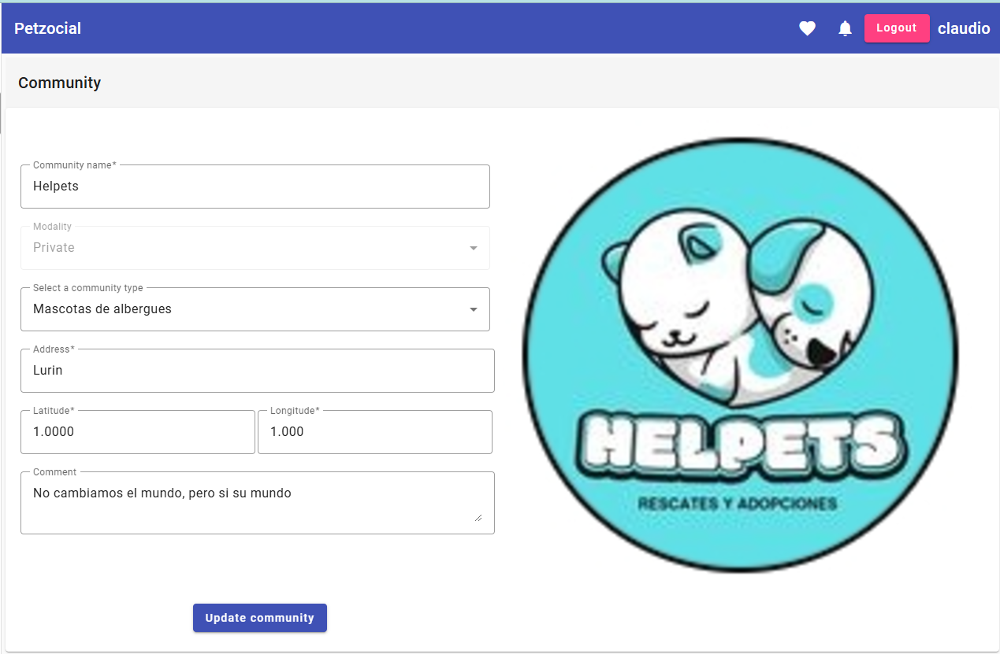 Petzocial
Logout
claudio
Community
Community name*
Helpets
Modality
Private
Select a community type
Mascotas de albergues
Address*
Lurin
Latitude*
1.0000
Longitude*
1.000
Comment
No cambiamos el mundo, pero si su mundo
Update community
HELPETS
RESCATES Y ADOPCIONES